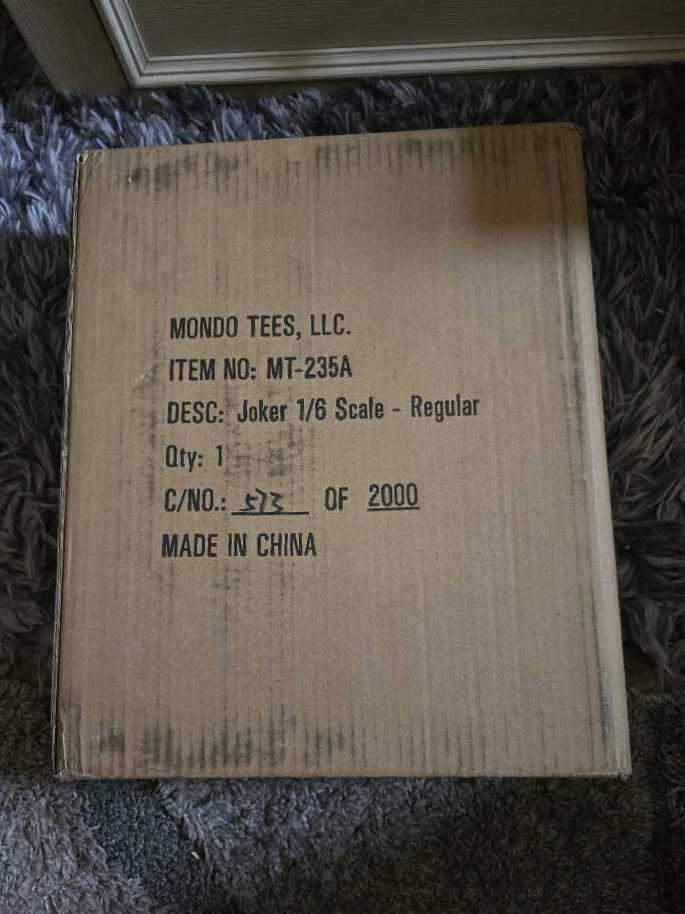 MONDO TEES, LLC.
ITEM NO: MT-235A
DESC: Joker 1/6 Scale - Regular
Qty: 1
C/NO.: 573 OF 2000
MADE IN CHINA